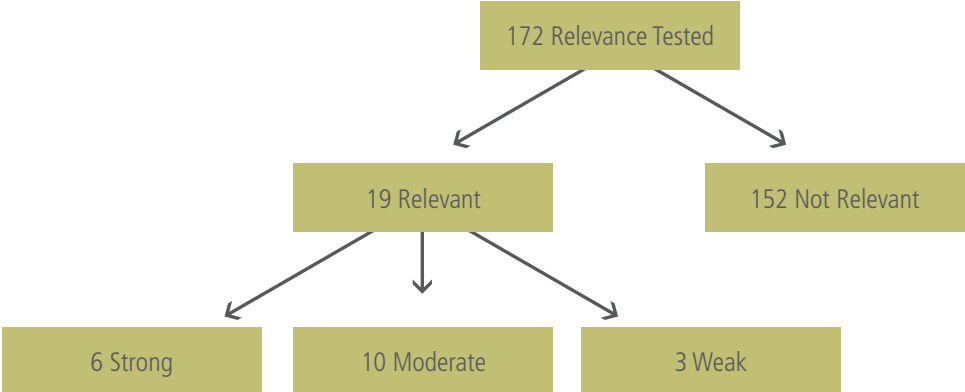 172 Relevance Tested
19 Relevant
152 Not Relevant
6 Strong
10 Moderate
3 Weak